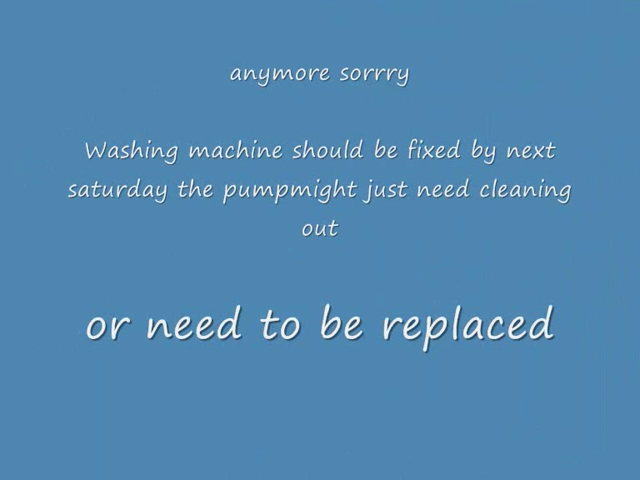 anymore sorrry
Washing machine should be fixed by next
saturday the pumpmight just need cleaning
out
or need to be replaced